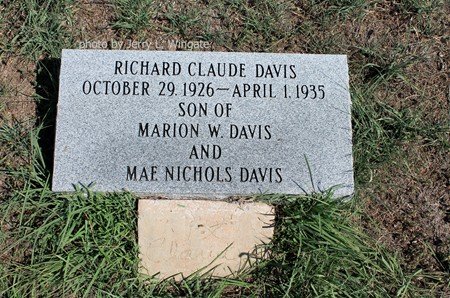 photo by Jerry C. Wingate
RICHARD CLAUDE DAVIS
OCTOBER 29, 1926—APRIL 1, 1935
SON OF
MARION W. DAVIS
AND
MAE NICHOLS DAVIS